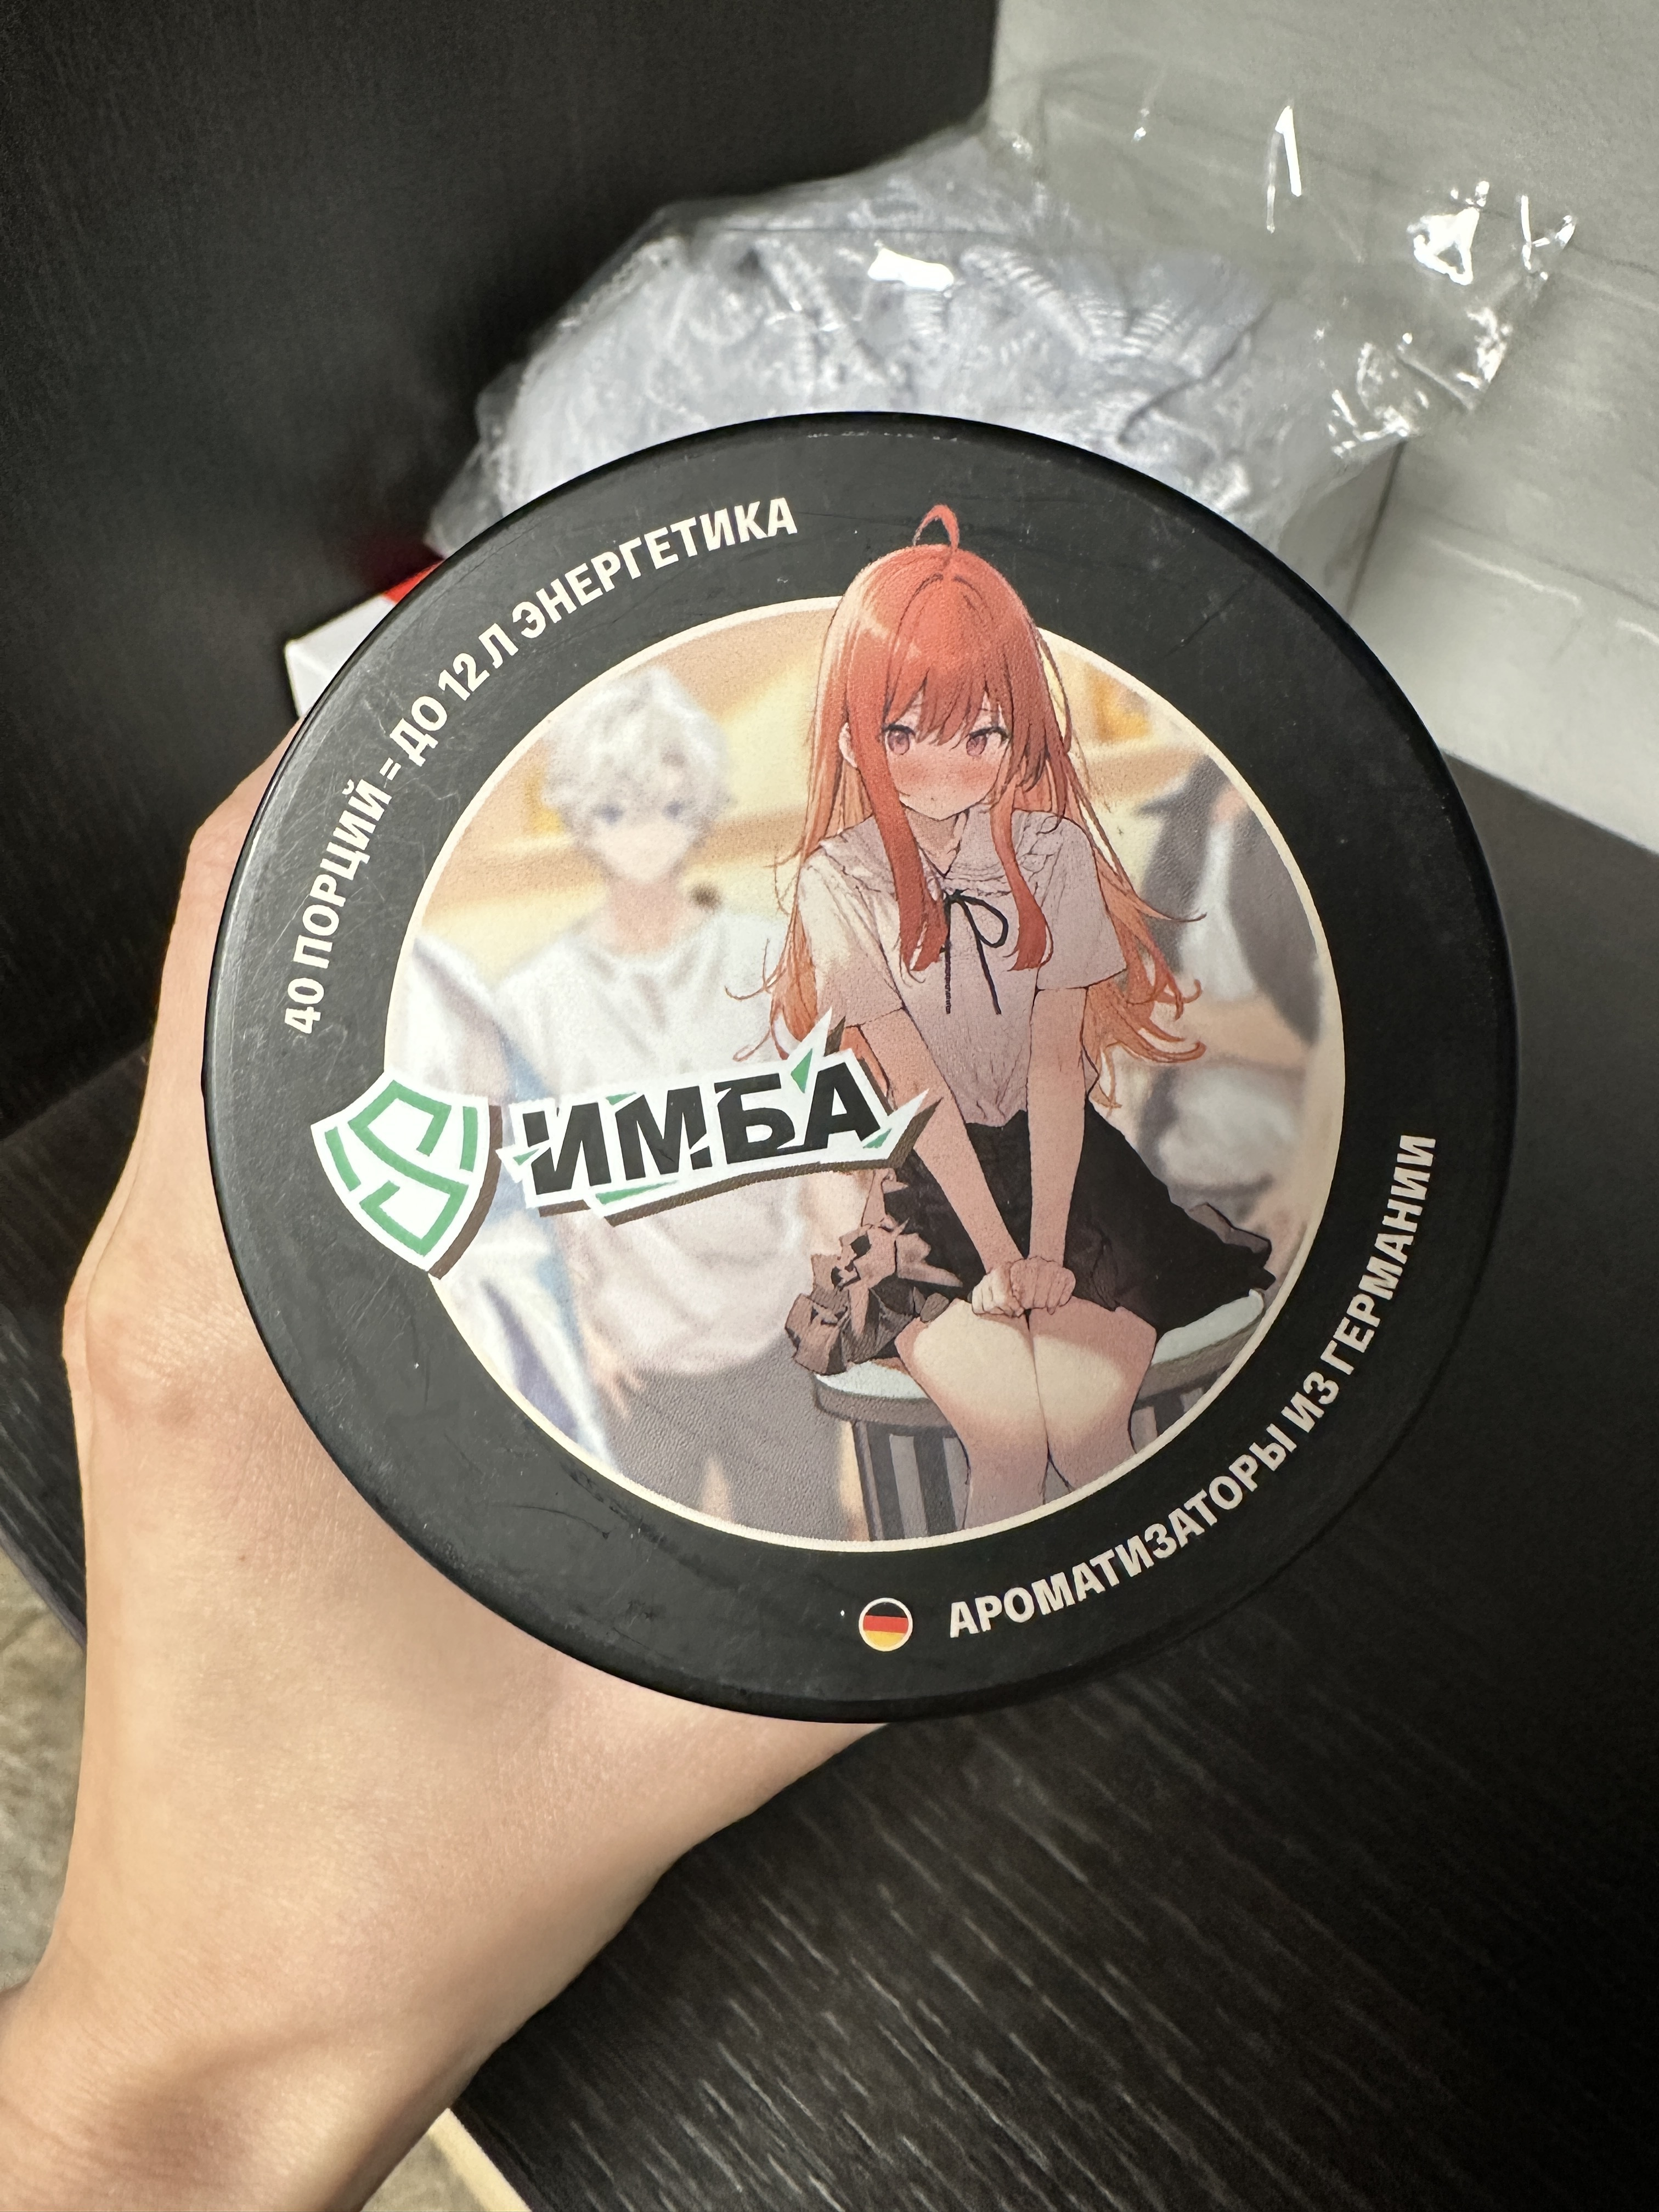 40 ПОРЦИЙ = ДО 12 Л ЭНЕРГЕТИКА
ИМБА
АРОМАТИЗАТОРЫ ИЗ ГЕРМАНИИ